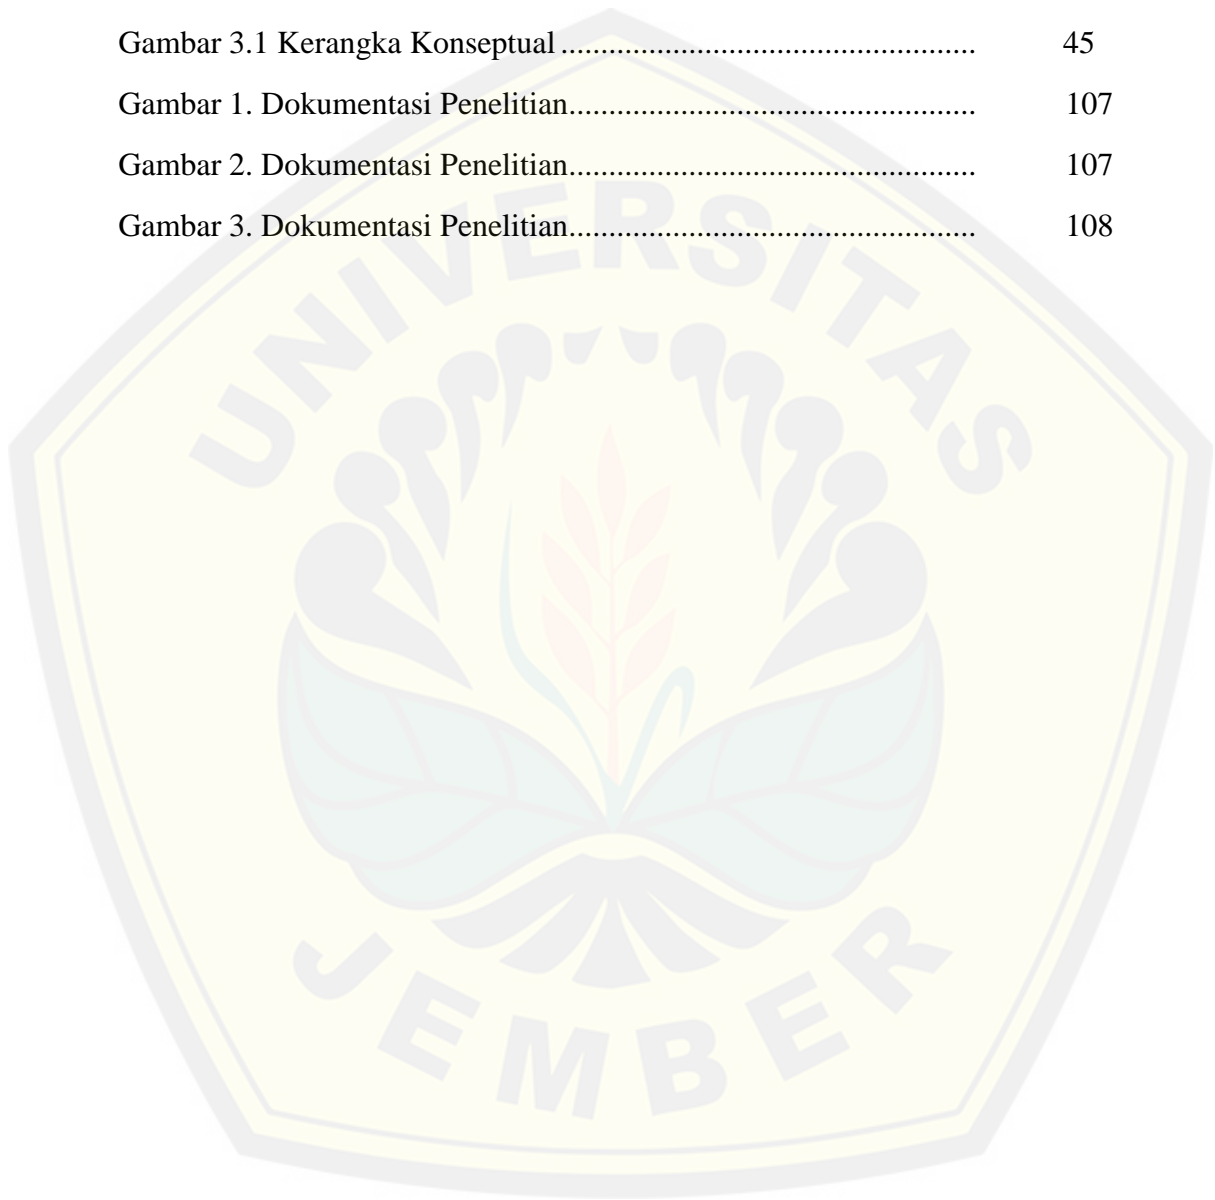 Gambar 3.1 Kerangka Konseptual .................................................... 45
Gambar 1. Dokumentasi Penelitian................................................... 107
Gambar 2. Dokumentasi Penelitian................................................... 107
Gambar 3. Dokumentasi Penelitian................................................... 108
UNIVERSITAS
JEMBER